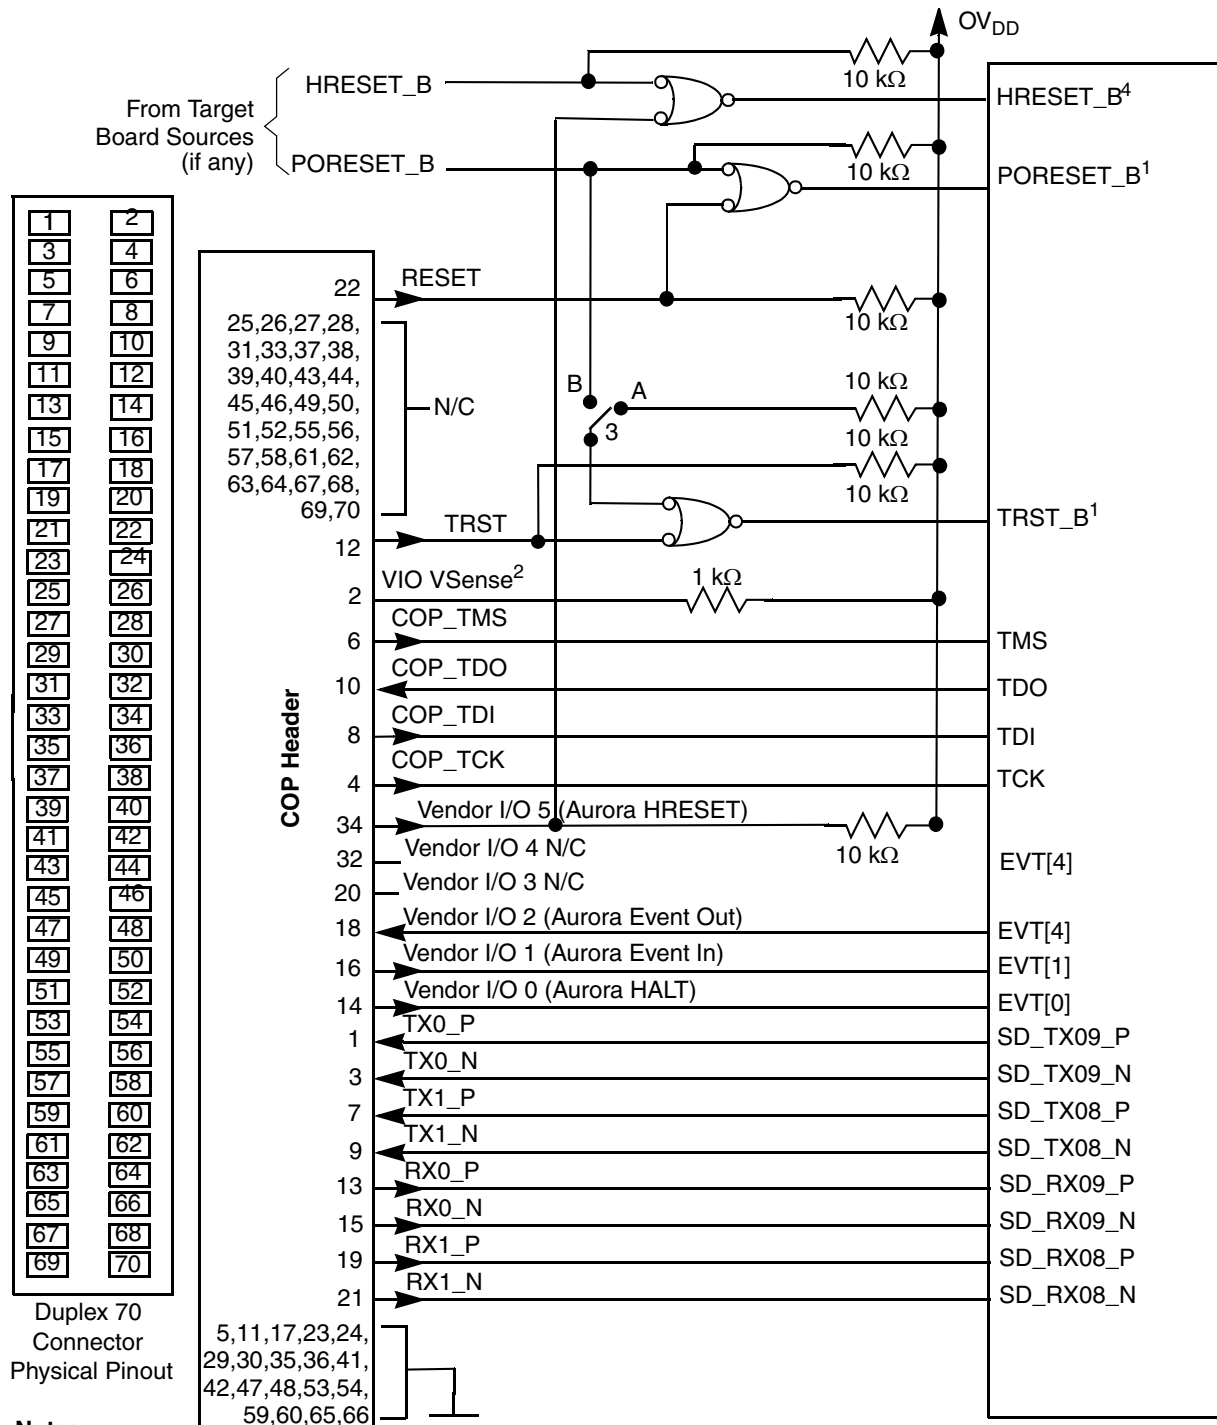 OVDD
10 kΩ
HRESET_B
HRESET_B4
From Target
Board Sources
(if any)
PORESET_B
10 kΩ
PORESET_B1
1 2
3 4
5 6
7 8
9 10
11 12
13 14
15 16
17 18
19 20
21 22
23 24
25 26
27 28
29 30
31 32
33 34
35 36
37 38
39 40
41 42
43 44
45 46
47 48
49 50
51 52
53 54
55 56
57 58
59 60
61 62
63 64
65 66
67 68
69 70
Duplex 70
Connector
Physical Pinout
COP Header
22 RESET
10 kΩ
25,26,27,28,
31,33,37,38,
39,40,43,44,
45,46,49,50,
51,52,55,56,
57,58,61,62,
63,64,67,68,
69,70
N/C
B A
3
10 kΩ
10 kΩ
10 kΩ
12 TRST
TRST_B1
2 VIO VSense2
1 kΩ
6 COP_TMS TMS
10 COP_TDO TDO
8 COP_TDI TDI
4 COP_TCK TCK
34 Vendor I/O 5 (Aurora HRESET)
10 kΩ
32 Vendor I/O 4 N/C
EVT[4]
20 Vendor I/O 3 N/C
18 Vendor I/O 2 (Aurora Event Out) EVT[4]
16 Vendor I/O 1 (Aurora Event In) EVT[1]
14 Vendor I/O 0 (Aurora HALT) EVT[0]
1 TX0_P SD_TX09_P
3 TX0_N SD_TX09_N
7 TX1_P SD_TX08_P
9 TX1_N SD_TX08_N
13 RX0_P SD_RX09_P
15 RX0_N SD_RX09_N
19 RX1_P SD_RX08_P
21 RX1_N SD_RX08_N
5,11,17,23,24,
29,30,35,36,41,
42,47,48,53,54,
59,60,65,66